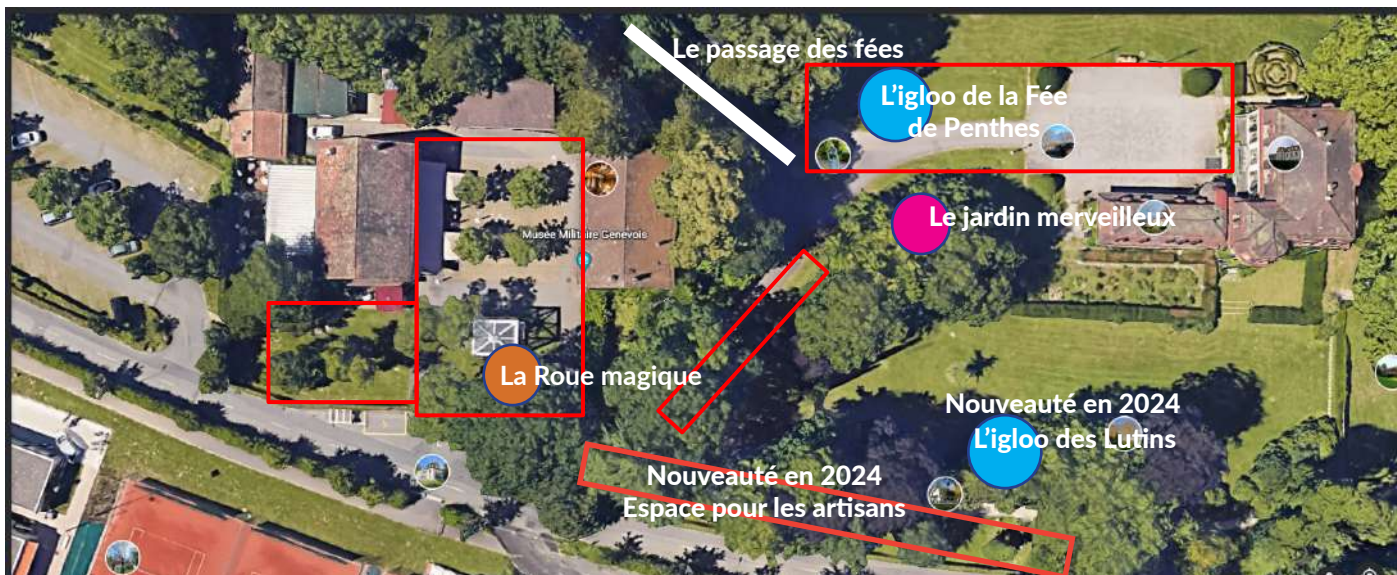 Le passage des fées
L'igloo de la Fée
de Penthes
Le jardin merveilleux
Musée Militaire Genevois
La Roue magique
Nouveauté en 2024
L'igloo des Lutins
Nouveauté en 2024
Espace pour les artisans